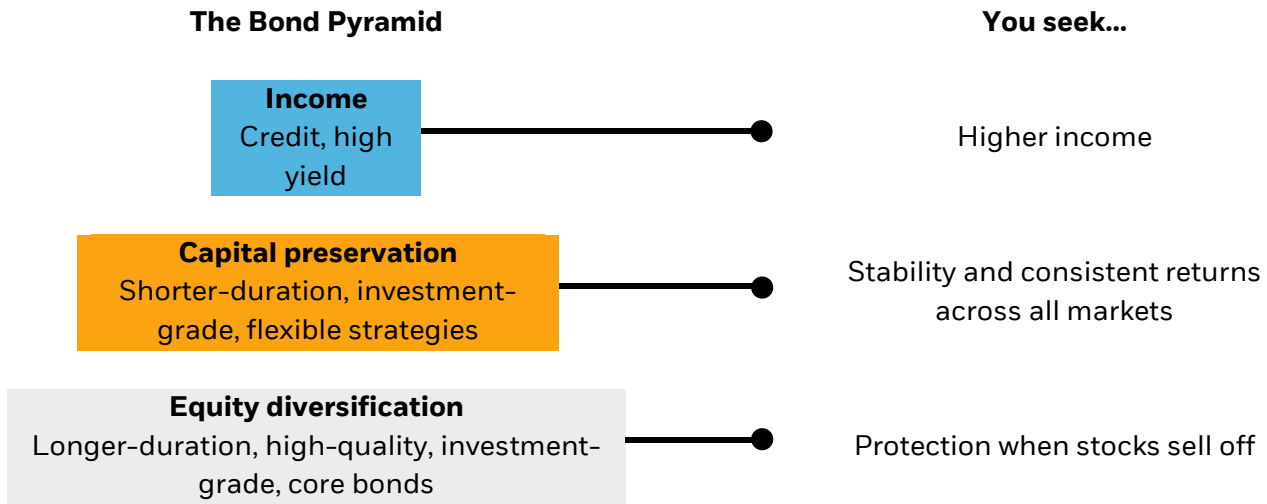 The Bond Pyramid
You seek...
Income
Credit, high
yield
Higher income
Capital preservation
Shorter-duration, investment-
grade, flexible strategies
Stability and consistent returns
across all markets
Equity diversification
Longer-duration, high-quality, investment-
grade, core bonds
Protection when stocks sell off